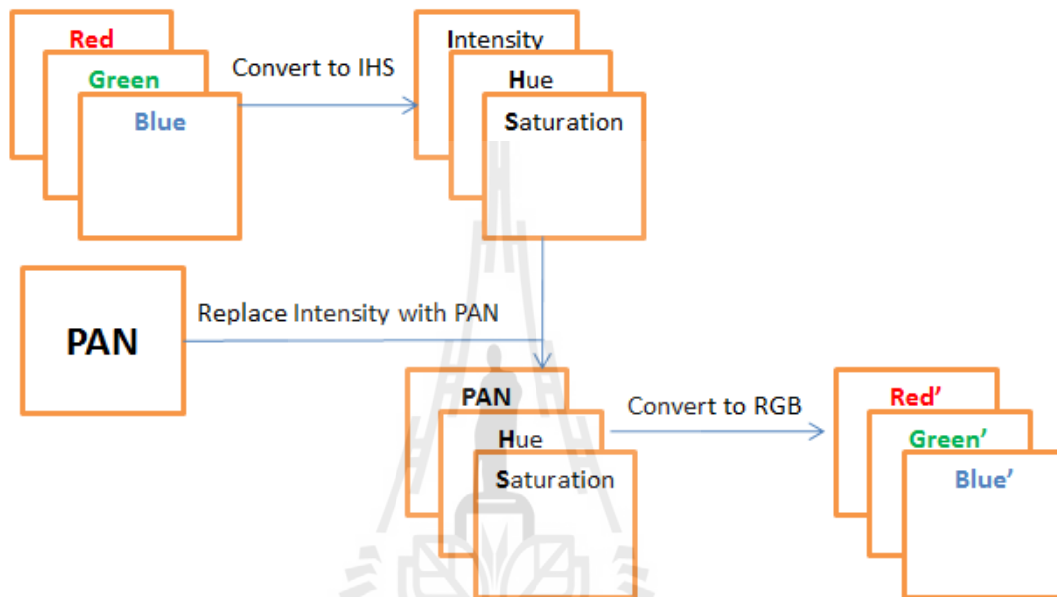 Red
Green
Blue
Convert to IHS
Intensity
Hue
Saturation
PAN
Replace Intensity with PAN
PAN
Hue
Saturation
Convert to RGB
Red’
Green’
Blue’